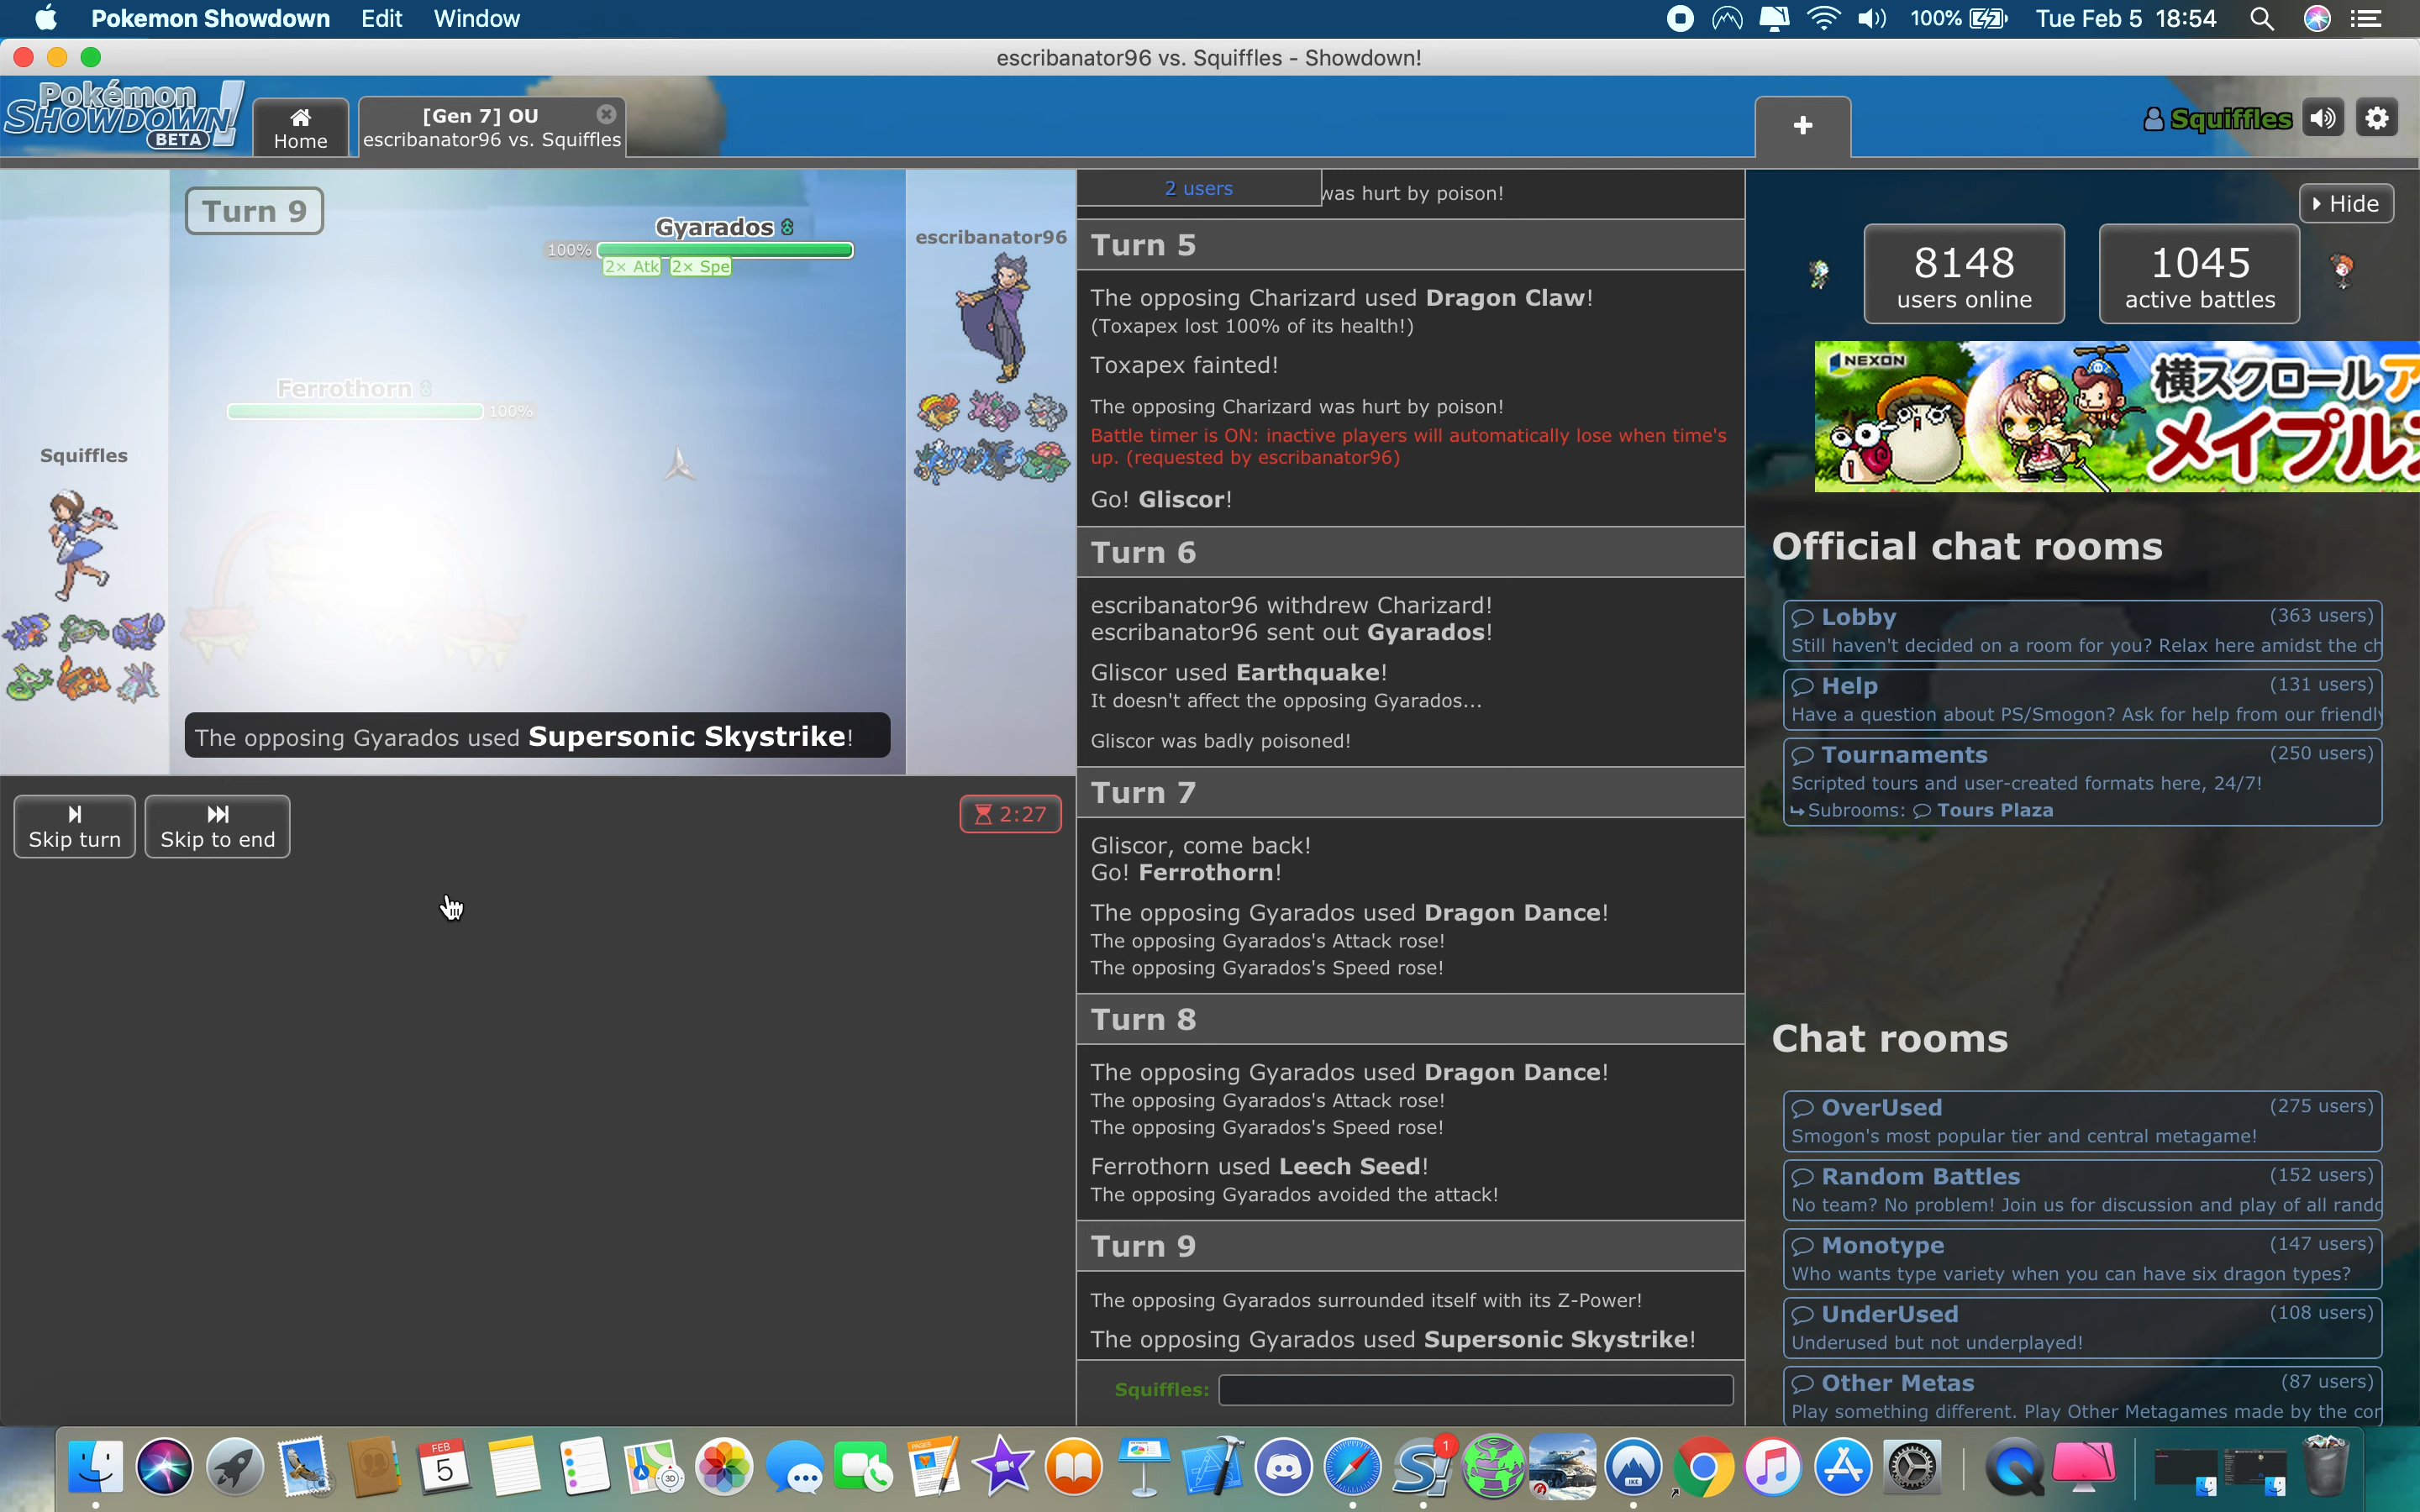 Pokemon Showdown Edit Window 100% Tue Feb 5 18:54
escribanator96 vs. Squiffles - Showdown!
Pokémon
SHOWDOWN!
BETA
Home
[Gen 7] OU
escribanator96 vs. Squiffles
+
Squiffles
Turn 9
Gyarados
100%
2× Atk 2× Spe
Ferrothorn
100%
Squiffles
escribanator96
The opposing Gyarados used Supersonic Skystrike!
Skip turn
Skip to end
2:27
2 users
was hurt by poison!
Turn 5
The opposing Charizard used Dragon Claw!
(Toxapex lost 100% of its health!)
Toxapex fainted!
The opposing Charizard was hurt by poison!
Battle timer is ON: inactive players will automatically lose when time's
up. (requested by escribanator96)
Go! Gliscor!
Turn 6
escribanator96 withdrew Charizard!
escribanator96 sent out Gyarados!
Gliscor used Earthquake!
It doesn't affect the opposing Gyarados...
Gliscor was badly poisoned!
Turn 7
Gliscor, come back!
Go! Ferrothorn!
The opposing Gyarados used Dragon Dance!
The opposing Gyarados's Attack rose!
The opposing Gyarados's Speed rose!
Turn 8
The opposing Gyarados used Dragon Dance!
The opposing Gyarados's Attack rose!
The opposing Gyarados's Speed rose!
Ferrothorn used Leech Seed!
The opposing Gyarados avoided the attack!
Turn 9
The opposing Gyarados surrounded itself with its Z-Power!
The opposing Gyarados used Supersonic Skystrike!
Squiffles:
Hide
8148
users online
1045
active battles
NEXON
横スクロールア
メイプルス
Official chat rooms
Lobby (363 users)
Still haven't decided on a room for you? Relax here amidst the ch
Help (131 users)
Have a question about PS/Smogon? Ask for help from our friendly
Tournaments (250 users)
Scripted tours and user-created formats here, 24/7!
Subrooms: Tours Plaza
Chat rooms
OverUsed (275 users)
Smogon's most popular tier and central metagame!
Random Battles (152 users)
No team? No problem! Join us for discussion and play of all rando
Monotype (147 users)
Who wants type variety when you can have six dragon types?
UnderUsed (108 users)
Underused but not underplayed!
Other Metas (87 users)
Play something different. Play Other Metagames made by the cor
FEB
5
3D
PAGES
1
IKE